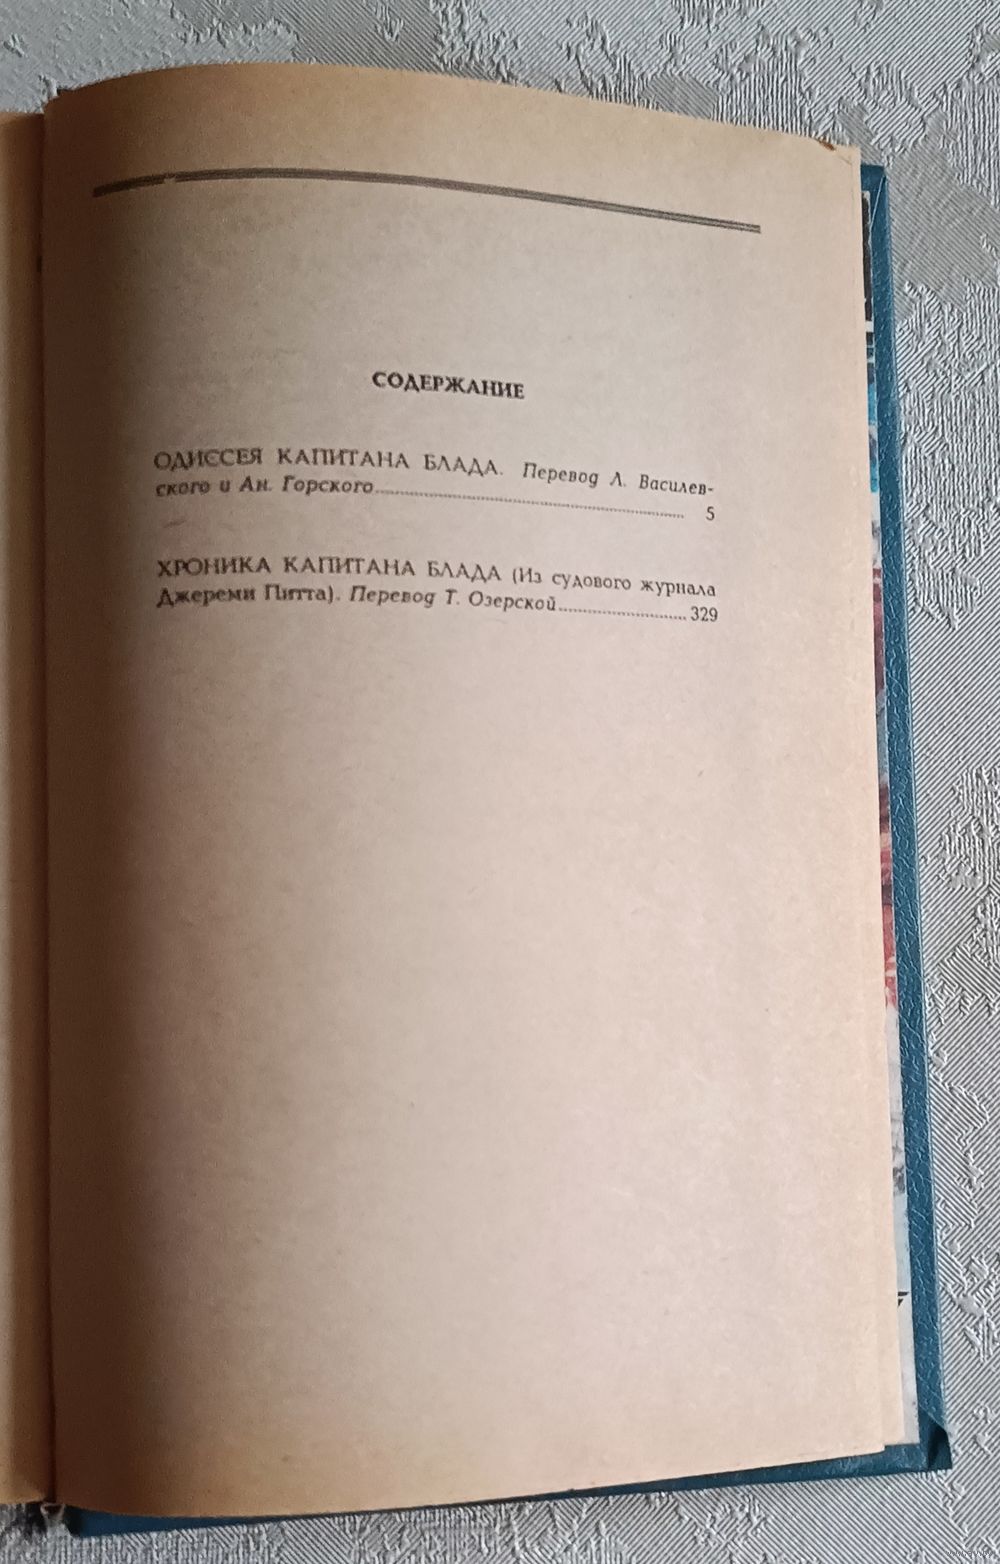 СОДЕРЖАНИЕ
ОДИССЕЯ КАПИТАНА БЛАДА. Перевод Л. Василев-
ского и Ан. Горского........................................ 5
ХРОНИКА КАПИТАНА БЛАДА (Из судового журнала
Джереми Питта). Перевод Т. Озерской........................ 329